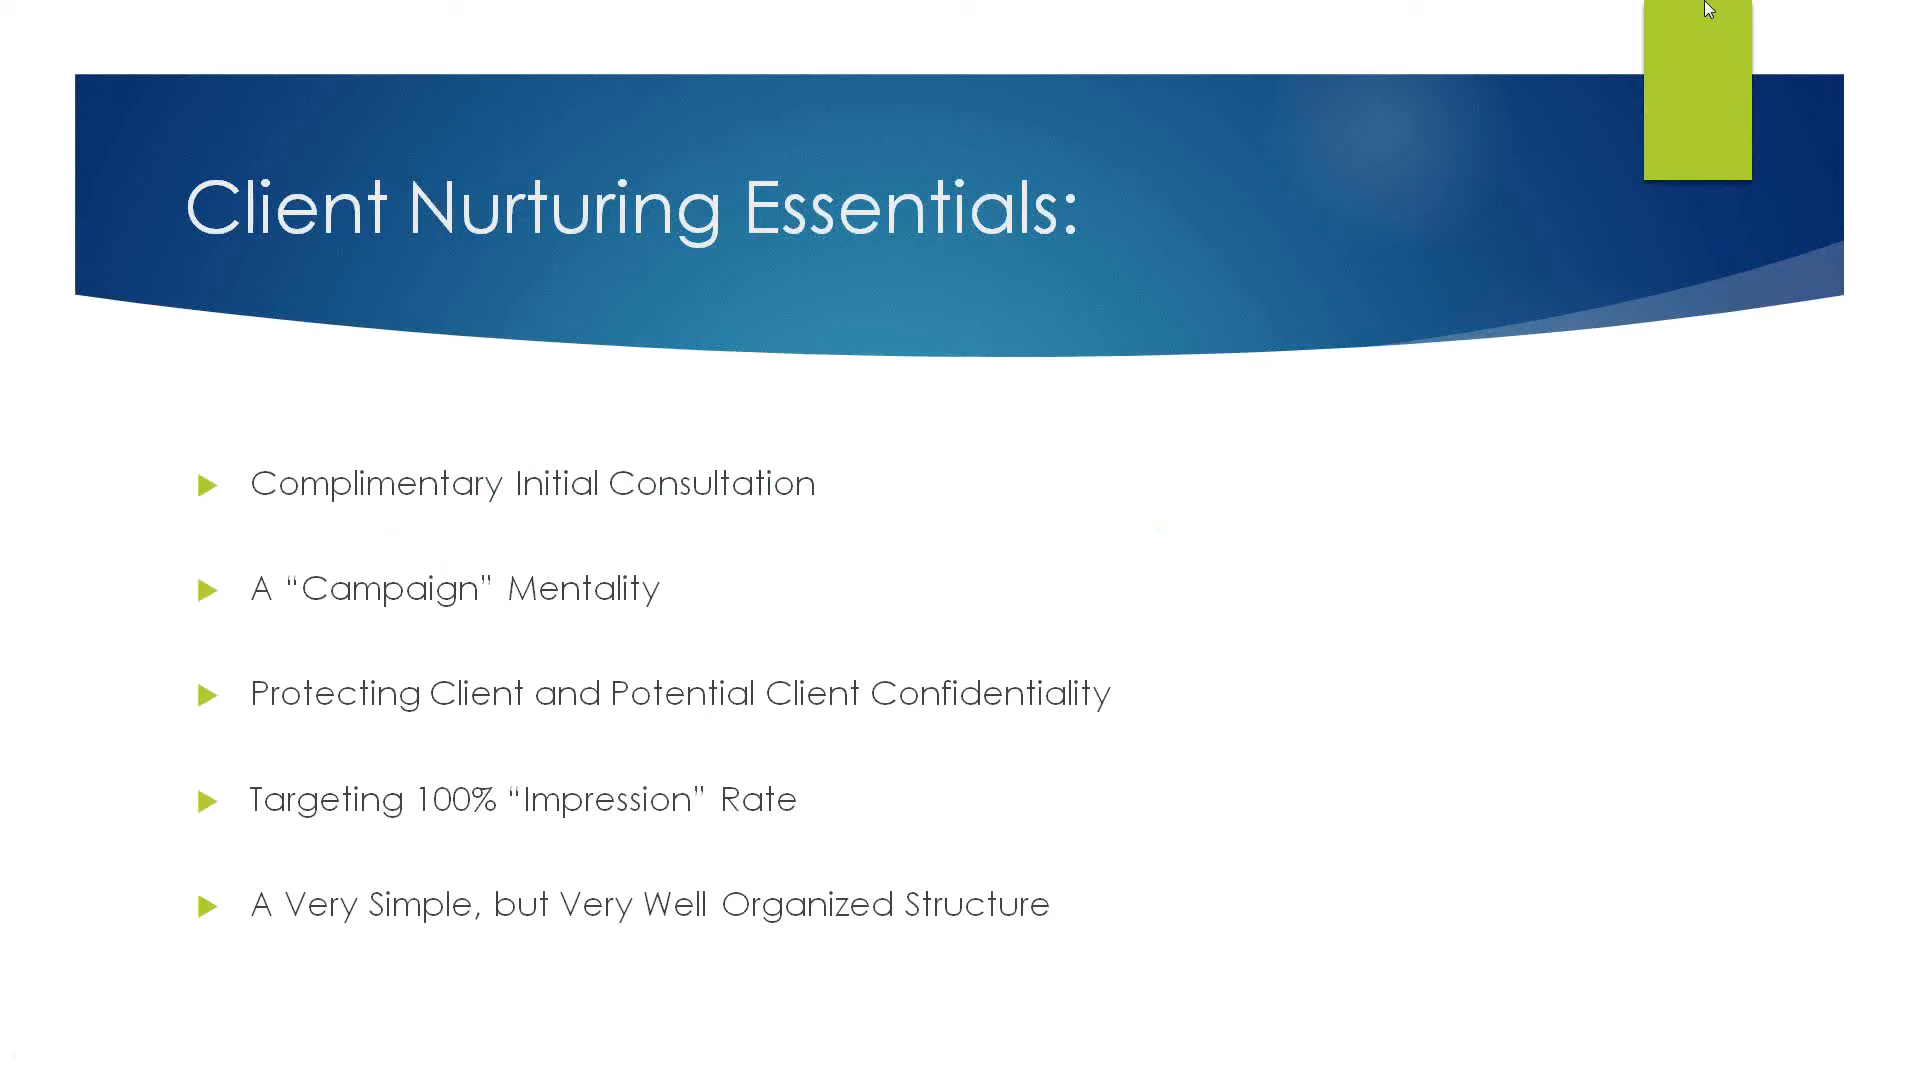 Client Nurturing Essentials:
Complimentary Initial Consultation
A “Campaign” Mentality
Protecting Client and Potential Client Confidentiality
Targeting 100% “Impression” Rate
A Very Simple, but Very Well Organized Structure